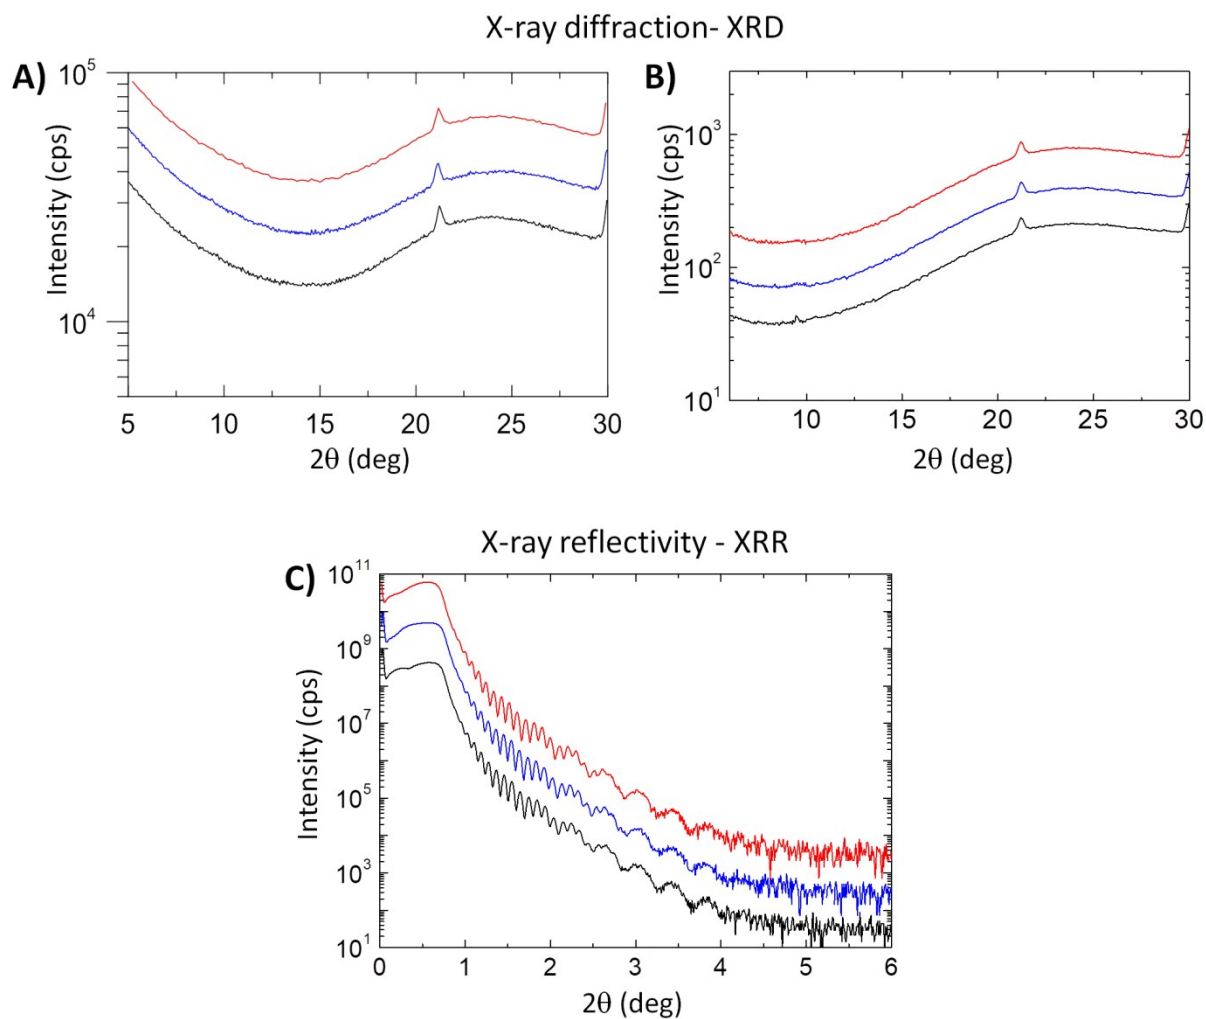 X-ray diffraction- XRD
A)
10^5
10^4
Intensity (cps)
5 10 15 20 25 30
2θ (deg)
B)
10^3
10^2
10^1
Intensity (cps)
10 15 20 25 30
2θ (deg)
X-ray reflectivity - XRR
C)
10^11
10^9
10^7
10^5
10^3
10^1
Intensity (cps)
0 1 2 3 4 5 6
2θ (deg)